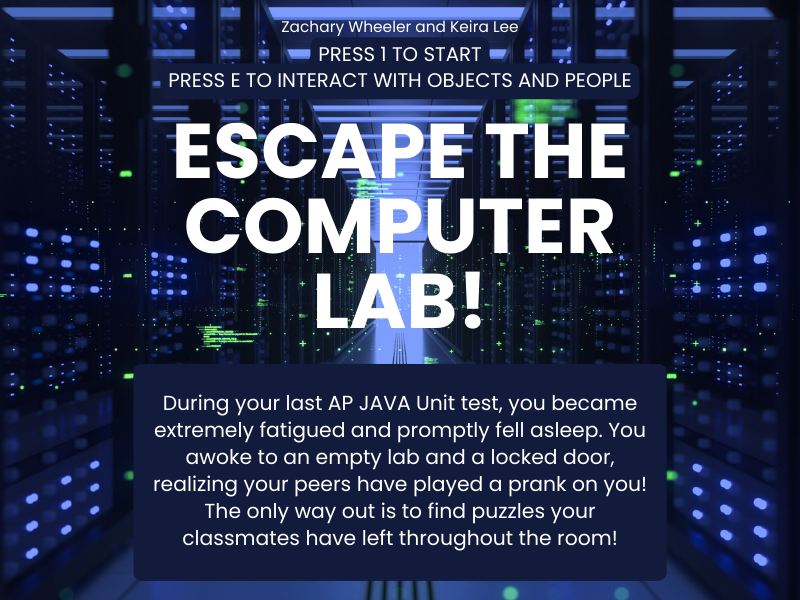 Zachary Wheeler and Keira Lee
PRESS 1 TO START
PRESS E TO INTERACT WITH OBJECTS AND PEOPLE
ESCAPE THE
COMPUTER
LAB!
During your last AP JAVA Unit test, you became
extremely fatigued and promptly fell asleep. You
awoke to an empty lab and a locked door,
realizing your peers have played a prank on you!
The only way out is to find puzzles your
classmates have left throughout the room!